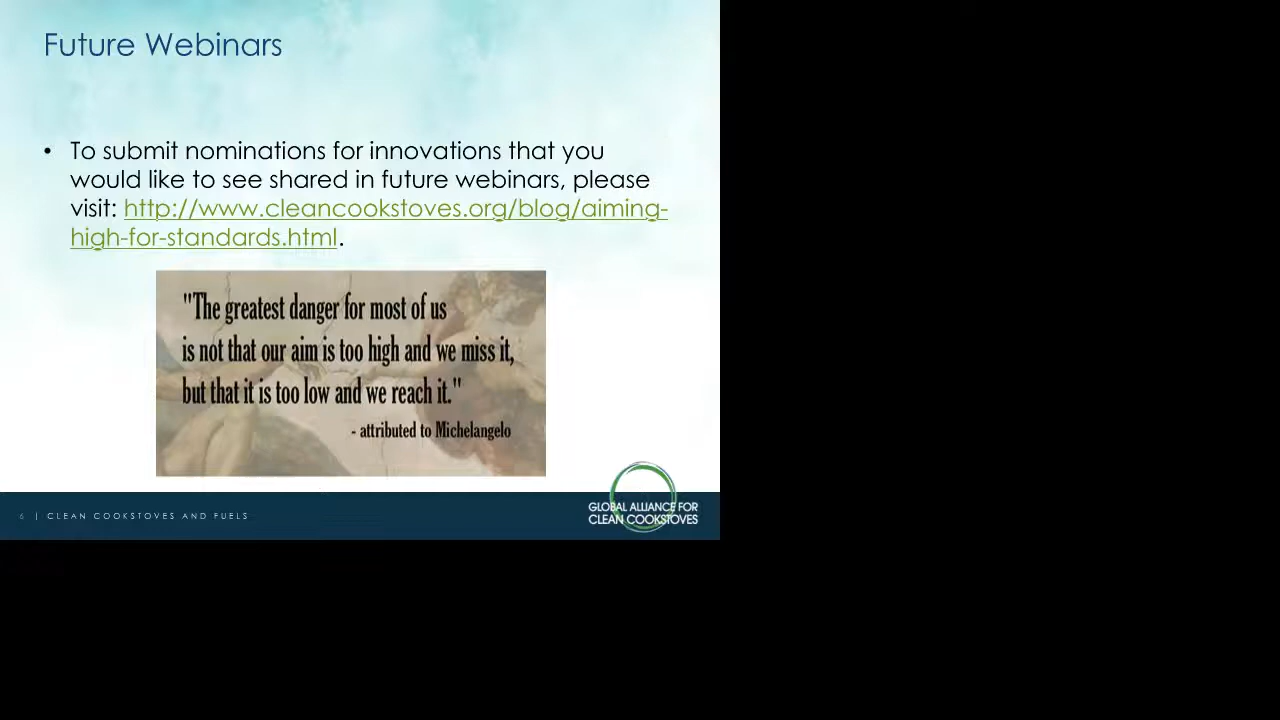 Future Webinars
• To submit nominations for innovations that you
would like to see shared in future webinars, please
visit: http://www.cleancookstoves.org/blog/aiming-
high-for-standards.html.
"The greatest danger for most of us
is not that our aim is too high and we miss it,
but that it is too low and we reach it."
- attributed to Michelangelo
6 | CLEAN COOKSTOVES AND FUELS
GLOBAL ALLIANCE FOR
CLEAN COOKSTOVES